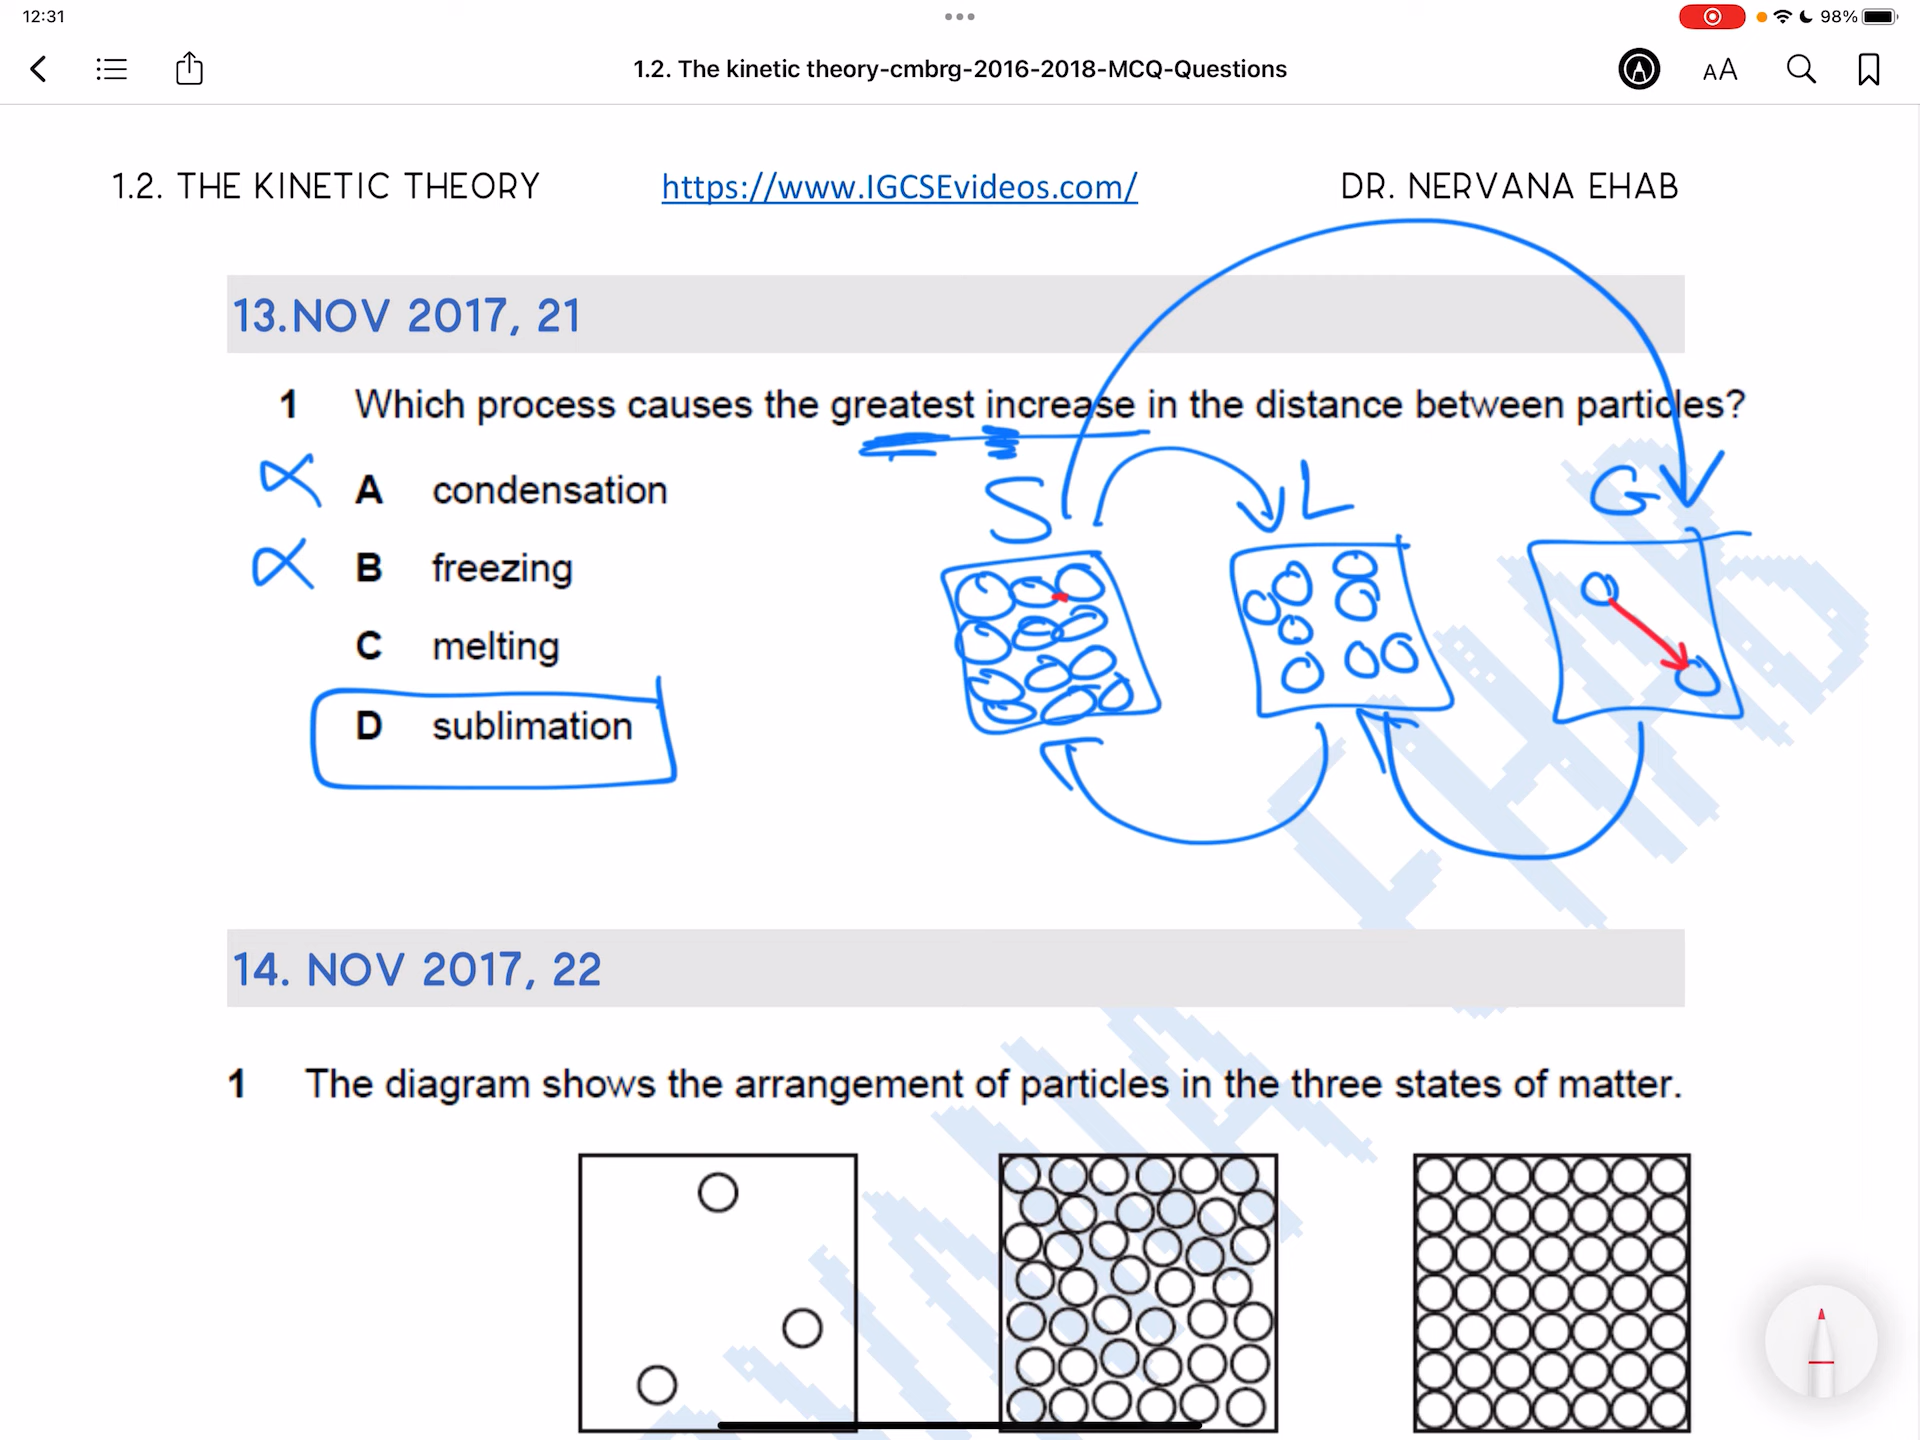 12:31
98%
1.2. The kinetic theory-cmbrg-2016-2018-MCQ-Questions
AA
1.2. THE KINETIC THEORY https://www.IGCSEvideos.com/ DR. NERVANA EHAB
13.NOV 2017, 21
1 Which process causes the greatest increase in the distance between particles?
A condensation
B freezing
C melting
D sublimation
S L G
14. NOV 2017, 22
1 The diagram shows the arrangement of particles in the three states of matter.